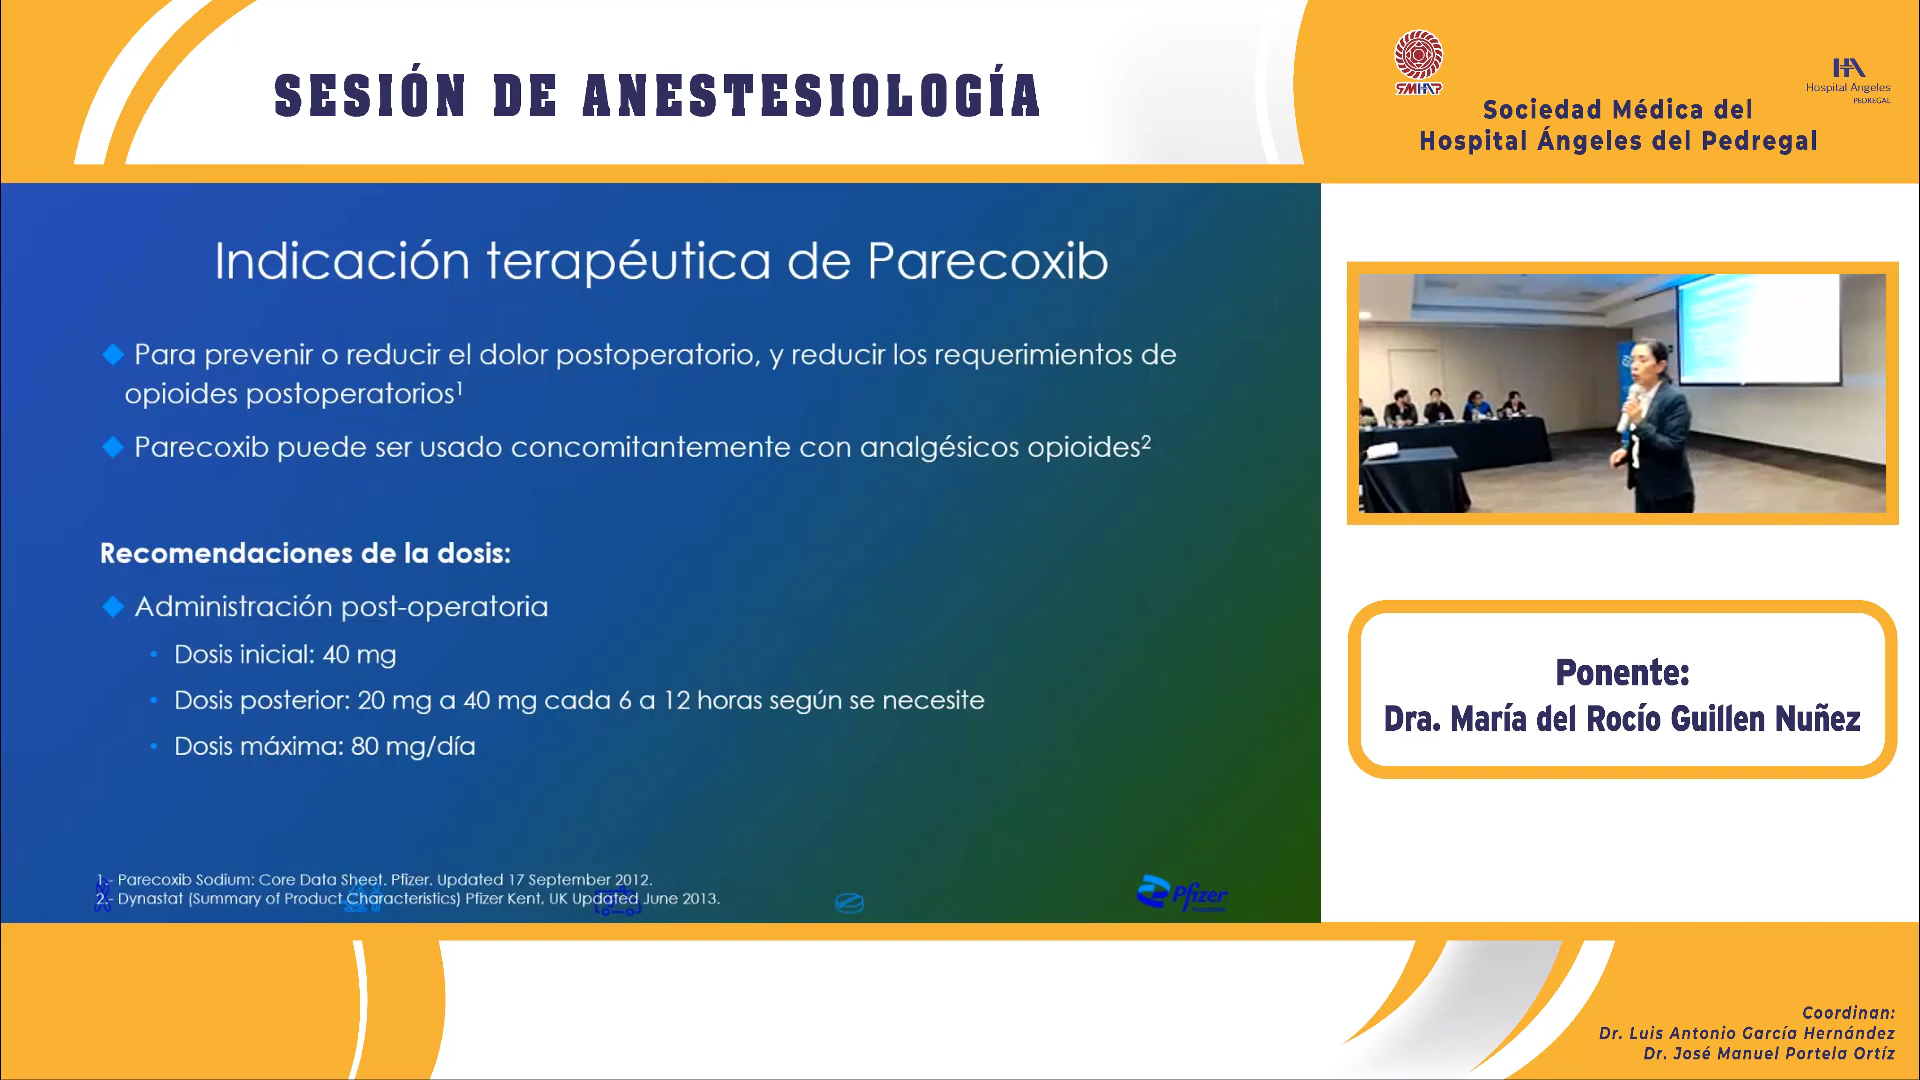 SESIÓN DE ANESTESIOLOGÍA
SMHAP
HA
Hospital Angeles
PEDREGAL
Sociedad Médica del
Hospital Ángeles del Pedregal
Indicación terapéutica de Parecoxib
Para prevenir o reducir el dolor postoperatorio, y reducir los requerimientos de
opioides postoperatorios¹
Parecoxib puede ser usado concomitantemente con analgésicos opioides²
Recomendaciones de la dosis:
Administración post-operatoria
Dosis inicial: 40 mg
Dosis posterior: 20 mg a 40 mg cada 6 a 12 horas según se necesite
Dosis máxima: 80 mg/día
1.- Parecoxib Sodium: Core Data Sheet. Pfizer. Updated 17 September 2012.
2.- Dynastat (Summary of Product Characteristics) Pfizer Kent, UK Updated June 2013.
Pfizer
Ponente:
Dra. María del Rocío Guillen Nuñez
Coordinan:
Dr. Luis Antonio García Hernández
Dr. José Manuel Portela Ortíz